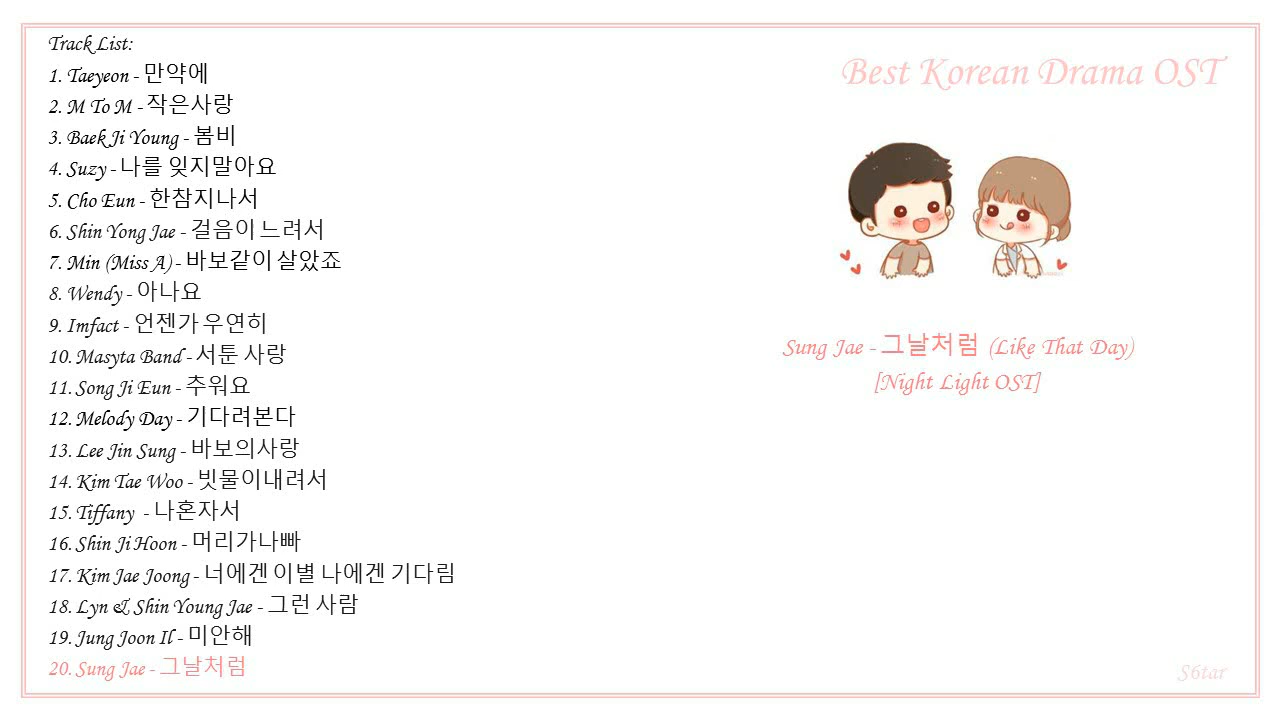 Track List:
1. Taeyeon - 만약에
2. M To M - 작은사랑
3. Baek Ji Young - 봄비
4. Suzy - 나를 잊지말아요
5. Cho Eun - 한참지나서
6. Shin Yong Jae - 걸음이 느려서
7. Min (Miss A) - 바보같이 살았죠
8. Wendy - 아나요
9. Imfact - 언젠가 우연히
10. Masyta Band - 서툰 사랑
11. Song Ji Eun - 추워요
12. Melody Day - 기다려본다
13. Lee Jin Sung - 바보의사랑
14. Kim Tae Woo - 빗물이내려서
15. Tiffany - 나혼자서
16. Shin Ji Hoon - 머리가나빠
17. Kim Jae Joong - 너에겐 이별 나에겐 기다림
18. Lyn & Shin Young Jae - 그런 사람
19. Jung Joon Il - 미안해
20. Sung Jae - 그날처럼
Best Korean Drama OST
Sung Jae - 그날처럼 (Like That Day)
[Night Light OST]
S6tar